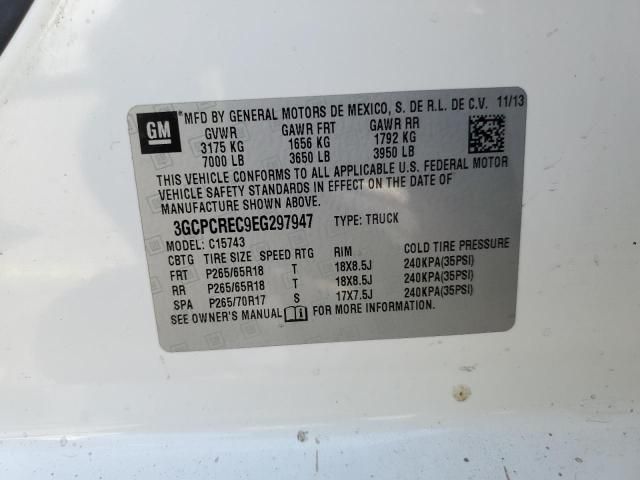 MFD BY GENERAL MOTORS DE MEXICO, S. DE R.L. DE C.V. 11/13
GM
GVWR GAWR FRT GAWR RR
3175 KG 1656 KG 1792 KG
7000 LB 3650 LB 3950 LB
THIS VEHICLE CONFORMS TO ALL APPLICABLE U.S. FEDERAL MOTOR
VEHICLE SAFETY STANDARDS IN EFFECT ON THE DATE OF
MANUFACTURE SHOWN ABOVE.
3GCPCREC9EG297947 TYPE: TRUCK
MODEL: C15743
CBTG TIRE SIZE SPEED RTG RIM COLD TIRE PRESSURE
FRT P265/65R18 T 18X8.5J 240KPA(35PSI)
RR P265/65R18 T 18X8.5J 240KPA(35PSI)
SPA P265/70R17 S 17X7.5J 240KPA(35PSI)
SEE OWNER'S MANUAL FOR MORE INFORMATION.